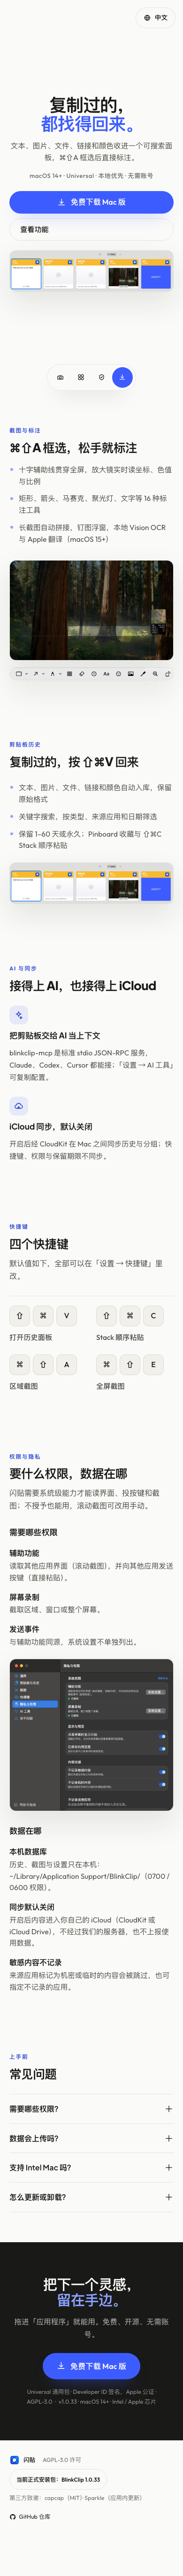 中文
复制过的，
都找得回来。
文本、图片、文件、链接和颜色收进一个可搜索面
板，⌘⇧A 框选后直接标注。
macOS 14+ · Universal · 本地优先 · 无需账号
免费下载 Mac 版
查看功能
截图与标注
⌘⇧A 框选，松手就标注
十字辅助线贯穿全屏，放大镜实时读坐标、色值
与比例
矩形、箭头、马赛克、聚光灯、文字等 16 种标
注工具
长截图自动拼接，钉图浮窗，本地 Vision OCR
与 Apple 翻译（macOS 15+）
Aa
剪贴板历史
复制过的，按 ⇧⌘V 回来
文本、图片、文件、链接和颜色自动入库，保留
原始格式
关键字搜索，按类型、来源应用和日期筛选
保留 1–60 天或永久；Pinboard 收藏与 ⇧⌘C
Stack 顺序粘贴
AI 与同步
接得上 AI，也接得上 iCloud
把剪贴板交给 AI 当上下文
blinkclip-mcp 是标准 stdio JSON-RPC 服务，
Claude、Codex、Cursor 都能接；「设置 → AI 工具」
可复制配置。
iCloud 同步，默认关闭
开启后经 CloudKit 在 Mac 之间同步历史与分组；快
捷键、权限与保留期限不同步。
快捷键
四个快捷键
默认值如下，全部可以在「设置 → 快捷键」里
改。
⇧ ⌘ V
打开历史面板
⇧ ⌘ C
Stack 顺序粘贴
⌘ ⇧ A
区域截图
⌘ ⇧ E
全屏截图
权限与隐私
要什么权限，数据在哪
闪贴需要系统级能力才能读界面、投按键和截
图；不授予也能用，滚动截图可改用手动。
需要哪些权限
辅助功能
读取其他应用界面（滚动截图），并向其他应用发送
按键（直接粘贴）。
屏幕录制
截取区域、窗口或整个屏幕。
发送事件
与辅助功能同源，系统设置不单独列出。
数据在哪
本机数据库
历史、截图与设置只在本机：
~/Library/Application Support/BlinkClip/（0700 /
0600 权限）。
同步默认关闭
开启后内容进入你自己的 iCloud（CloudKit 或
iCloud Drive），不经过我们的服务器，也不上报使
用数据。
敏感内容不记录
来源应用标记为机密或临时的内容会被跳过，也可
指定不记录的应用。
上手前
常见问题
需要哪些权限？
数据会上传吗？
支持 Intel Mac 吗？
怎么更新或卸载？
把下一个灵感，
留在手边。
拖进「应用程序」就能用。免费、开源、无需账
号。
免费下载 Mac 版
Universal 通用包 · Developer ID 签名、Apple 公证 ·
AGPL-3.0 · v1.0.33 · macOS 14+ · Intel / Apple 芯片
闪贴 AGPL-3.0 许可
当前正式安装包：BlinkClip 1.0.33
第三方致谢：capcap（MIT）· Sparkle（应用内更新）
GitHub 仓库